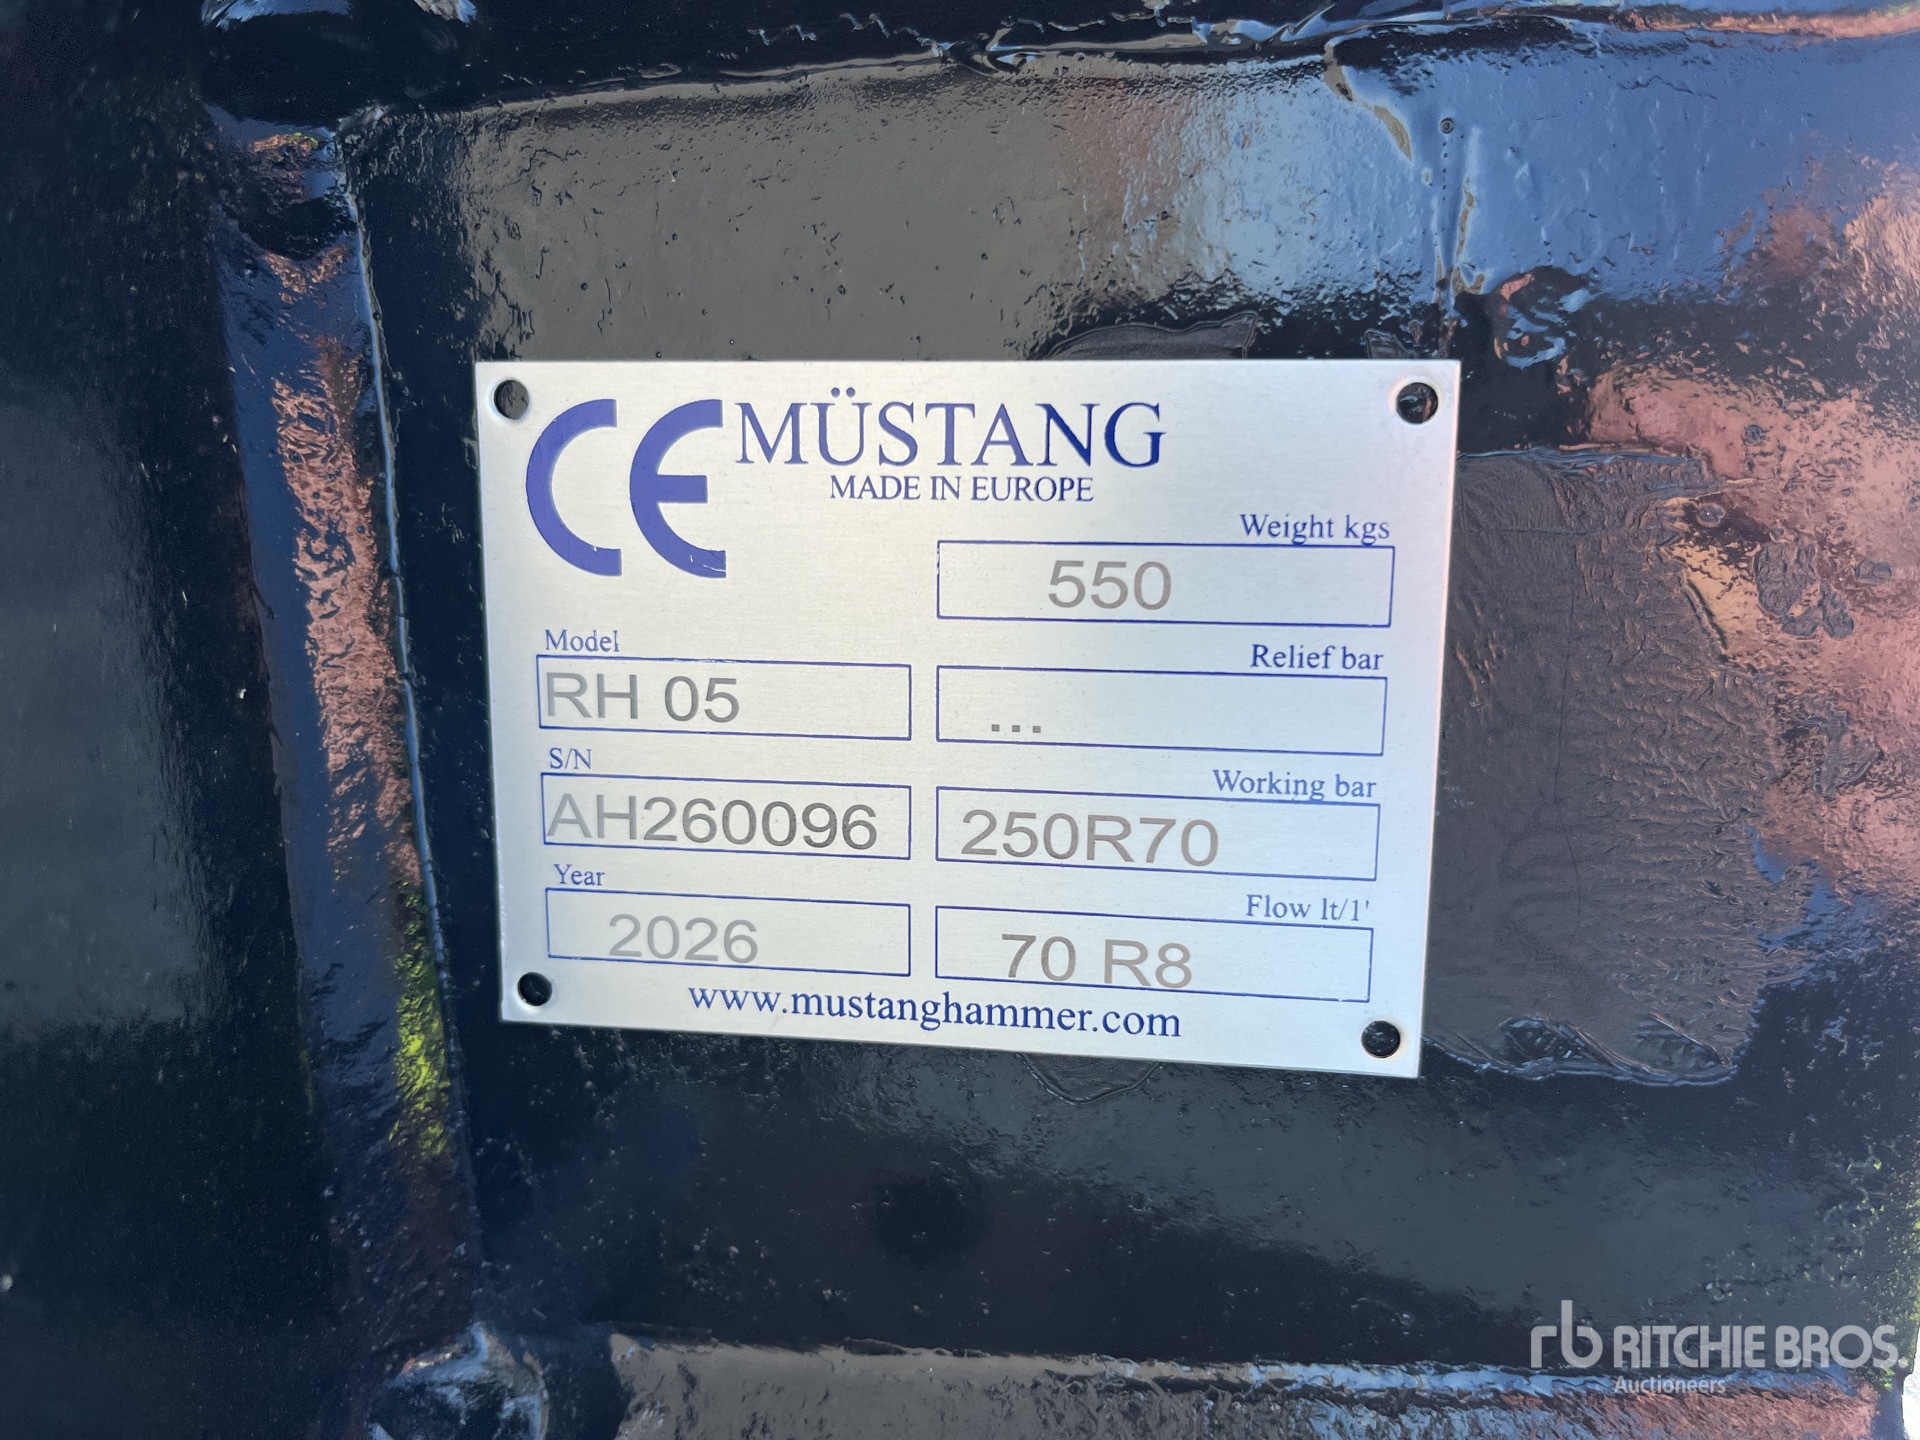 CE MÜSTANG
MADE IN EUROPE
Weight kgs
550
Model
RH 05
Relief bar
...
S/N
AH260096
Working bar
250R70
Year
2026
Flow lt/1'
70 R8
www.mustanghammer.com
rb RITCHIE BROS.
Auctioneers